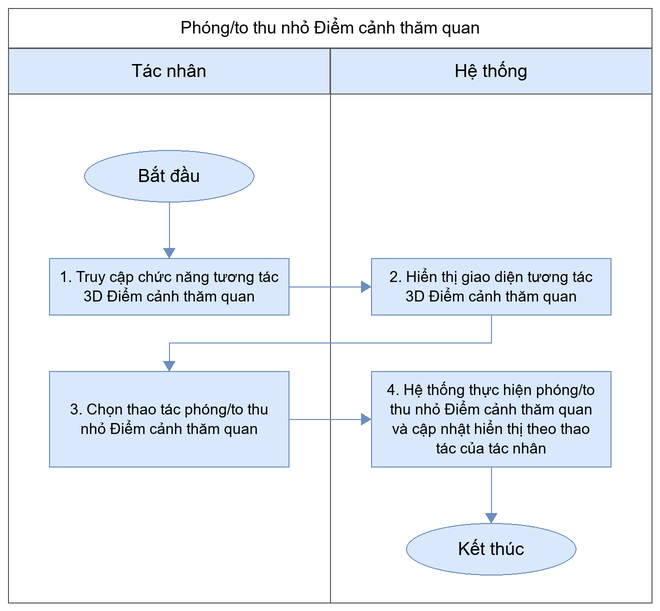 Phóng/to thu nhỏ Điểm cảnh thăm quan
Tác nhân
Hệ thống
Bắt đầu
1. Truy cập chức năng tương tác
3D Điểm cảnh thăm quan
2. Hiển thị giao diện tương tác
3D Điểm cảnh thăm quan
3. Chọn thao tác phóng/to thu
nhỏ Điểm cảnh thăm quan
4. Hệ thống thực hiện phóng/to
thu nhỏ Điểm cảnh thăm quan
và cập nhật hiển thị theo thao
tác của tác nhân
Kết thúc